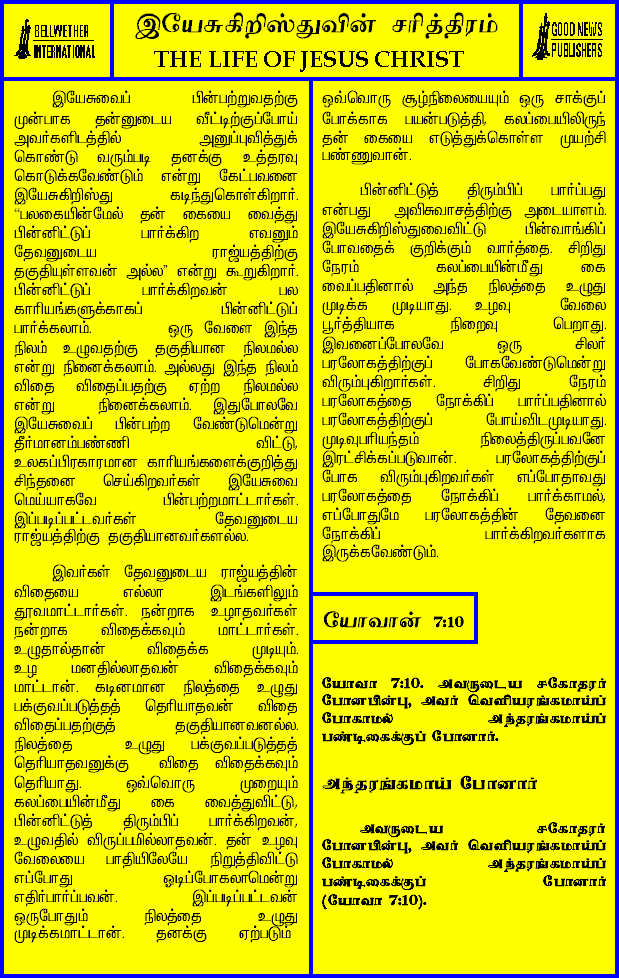 BELLWETHER
INTERNATIONAL
இயேசுகிறிஸ்துவின் சரித்திரம்
THE LIFE OF JESUS CHRIST
GOOD NEWS
PUBLISHERS
இயேசுவைப் பின்பற்றுவதற்கு
முன்பாக தன்னுடைய வீட்டிற்குப்போய்
அவர்களிடத்தில் அனுப்புவித்துக்
கொண்டு வரும்படி தனக்கு உத்தரவு
கொடுக்கவேண்டும் என்று கேட்பவனை
இயேசுகிறிஸ்து கடிந்துகொள்கிறார்.
“பலகையின்மேல் தன் கையை வைத்து
பின்னிட்டுப் பார்க்கிற எவனும்
தேவனுடைய ராஜ்யத்திற்கு
தகுதியுள்ளவன் அல்ல” என்று கூறுகிறார்.
பின்னிட்டுப் பார்க்கிறவன் பல
காரியங்களுக்காகப் பின்னிட்டுப்
பார்க்கலாம். ஒரு வேளை இந்த
நிலம் உழுவதற்கு தகுதியான நிலமல்ல
என்று நினைக்கலாம். அல்லது இந்த நிலம்
விதை விதைப்பதற்கு ஏற்ற நிலமல்ல
என்று நினைக்கலாம். இதுபோலவே
இயேசுவைப் பின்பற்ற வேண்டுமென்று
தீர்மானம்பண்ணி விட்டு,
உலகப்பிரகாரமான காரியங்களைக்குறித்து
சிந்தனை செய்கிறவர்கள் இயேசுவை
மெய்யாகவே பின்பற்றமாட்டார்கள்.
இப்படிப்பட்டவர்கள் தேவனுடைய
ராஜ்யத்திற்கு தகுதியானவர்களல்ல.
இவர்கள் தேவனுடைய ராஜ்யத்தின்
விதையை எல்லா இடங்களிலும்
தூவமாட்டார்கள். நன்றாக உழாதவர்கள்
நன்றாக விதைக்கவும் மாட்டார்கள்.
உழுதால்தான் விதைக்க முடியும்.
உழ மனதில்லாதவன் விதைக்கவும்
மாட்டான். கடினமான நிலத்தை உழுது
பக்குவப்படுத்தத் தெரியாதவன் விதை
விதைப்பதற்குத் தகுதியானவனல்ல.
நிலத்தை உழுது பக்குவப்படுத்தத்
தெரியாதவனுக்கு விதை விதைக்கவும்
தெரியாது. ஒவ்வொரு முறையும்
கலப்பையின்மீது கை வைத்துவிட்டு,
பின்னிட்டுத் திரும்பிப் பார்க்கிறவன்,
உழுவதில் விருப்பமில்லாதவன். தன் உழவு
வேலையை பாதியிலேயே நிறுத்திவிட்டு
எப்போது ஓடிப்போகலாமென்று
எதிர்பார்ப்பவன். இப்படிப்பட்டவன்
ஒருபோதும் நிலத்தை உழுது
முடிக்கமாட்டான். தனக்கு ஏற்படும்
ஒவ்வொரு சூழ்நிலையையும் ஒரு சாக்குப்
போக்காக பயன்படுத்தி, கலப்பையிலிருந்
தன் கையை எடுத்துக்கொள்ள முயற்சி
பண்ணுவான்.
பின்னிட்டுத் திரும்பிப் பார்ப்பது
என்பது அவிசுவாசத்திற்கு அடையாளம்.
இயேசுகிறிஸ்துவைவிட்டு பின்வாங்கிப்
போவதைக் குறிக்கும் வார்த்தை. சிறிது
நேரம் கலப்பையின்மீது கை
வைப்பதினால் அந்த நிலத்தை உழுது
முடிக்க முடியாது. உழவு வேலை
பூர்த்தியாக நிறைவு பெறாது.
இவனைப்போலவே ஒரு சிலர்
பரலோகத்திற்குப் போகவேண்டுமென்று
விரும்புகிறார்கள். சிறிது நேரம்
பரலோகத்தை நோக்கிப் பார்ப்பதினால்
பரலோகத்திற்குப் போய்விடமுடியாது.
முடிவுபரியந்தம் நிலைத்திருப்பவனே
இரட்சிக்கப்படுவான். பரலோகத்திற்குப்
போக விரும்புகிறவர்கள் எப்போதாவது
பரலோகத்தை நோக்கிப் பார்க்காமல்,
எப்போதுமே பரலோகத்தின் தேவனை
நோக்கிப் பார்க்கிறவர்களாக
இருக்கவேண்டும்.
யோவான் 7:10
யோவா 7:10. அவருடைய சகோதரர்
போனபின்பு, அவர் வெளியரங்கமாய்ப்
போகாமல் அந்தரங்கமாய்ப்
பண்டிகைக்குப் போனார்.
அந்தரங்கமாய் போனார்
அவருடைய சகோதரர்
போனபின்பு, அவர் வெளியரங்கமாய்ப்
போகாமல் அந்தரங்கமாய்ப்
பண்டிகைக்குப் போனார்
(யோவா 7:10).